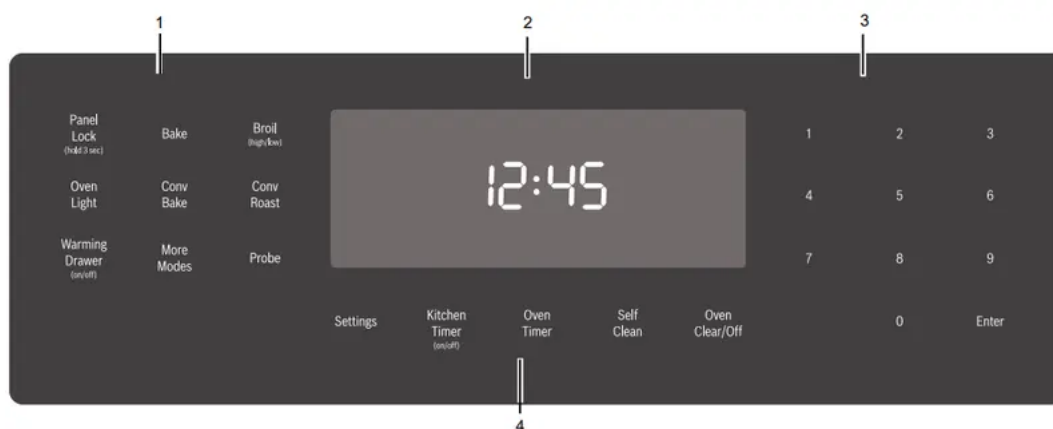 1
2
3
Panel
Lock
(hold 3 sec)
Bake
Broil
(high/low)
Oven
Light
Conv
Bake
Conv
Roast
Warming
Drawer
(on/off)
More
Modes
Probe
12:45
Settings
Kitchen
Timer
(on/off)
Oven
Timer
Self
Clean
Oven
Clear/Off
1 2 3
4 5 6
7 8 9
0 Enter
4